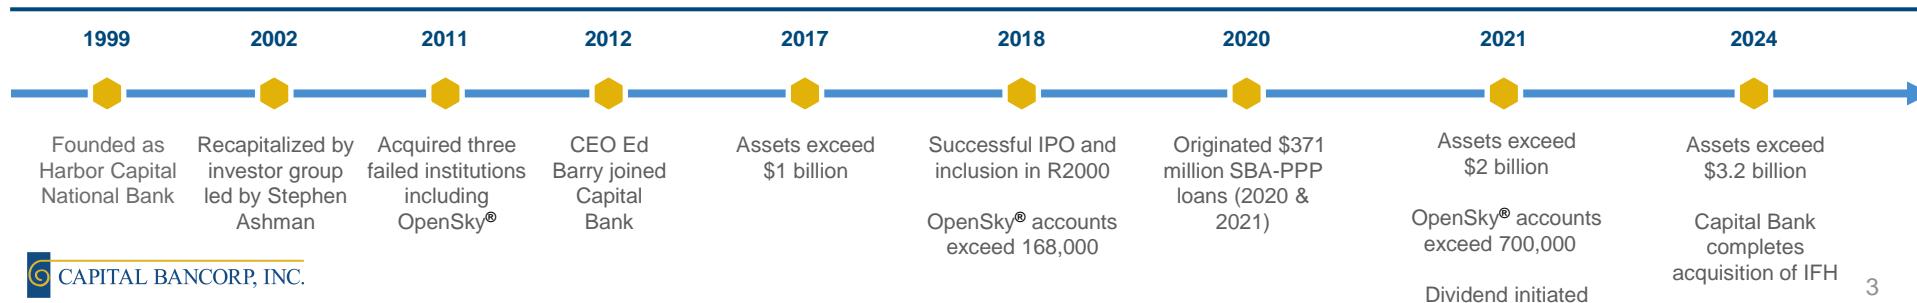 1999
Founded as
Harbor Capital
National Bank
2002
Recapitalized by
investor group
led by Stephen
Ashman
2011
Acquired three
failed institutions
including
OpenSky®
2012
CEO Ed
Barry joined
Capital
Bank
2017
Assets exceed
$1 billion
2018
Successful IPO and
inclusion in R2000
OpenSky® accounts
exceed 168,000
2020
Originated $371
million SBA-PPP
loans (2020 &
2021)
2021
Assets exceed
$2 billion
OpenSky® accounts
exceed 700,000
Dividend initiated
2024
Assets exceed
$3.2 billion
Capital Bank
completes
acquisition of IFH
CAPITAL BANCORP, INC.
3